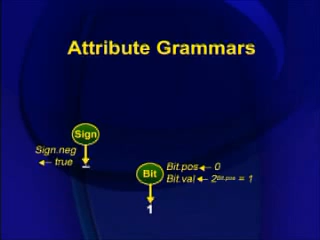 Attribute Grammars
Sign
Sign.neg
← true
–
Bit
Bit.pos ← 0
Bit.val ← 2^Bit.pos = 1
1